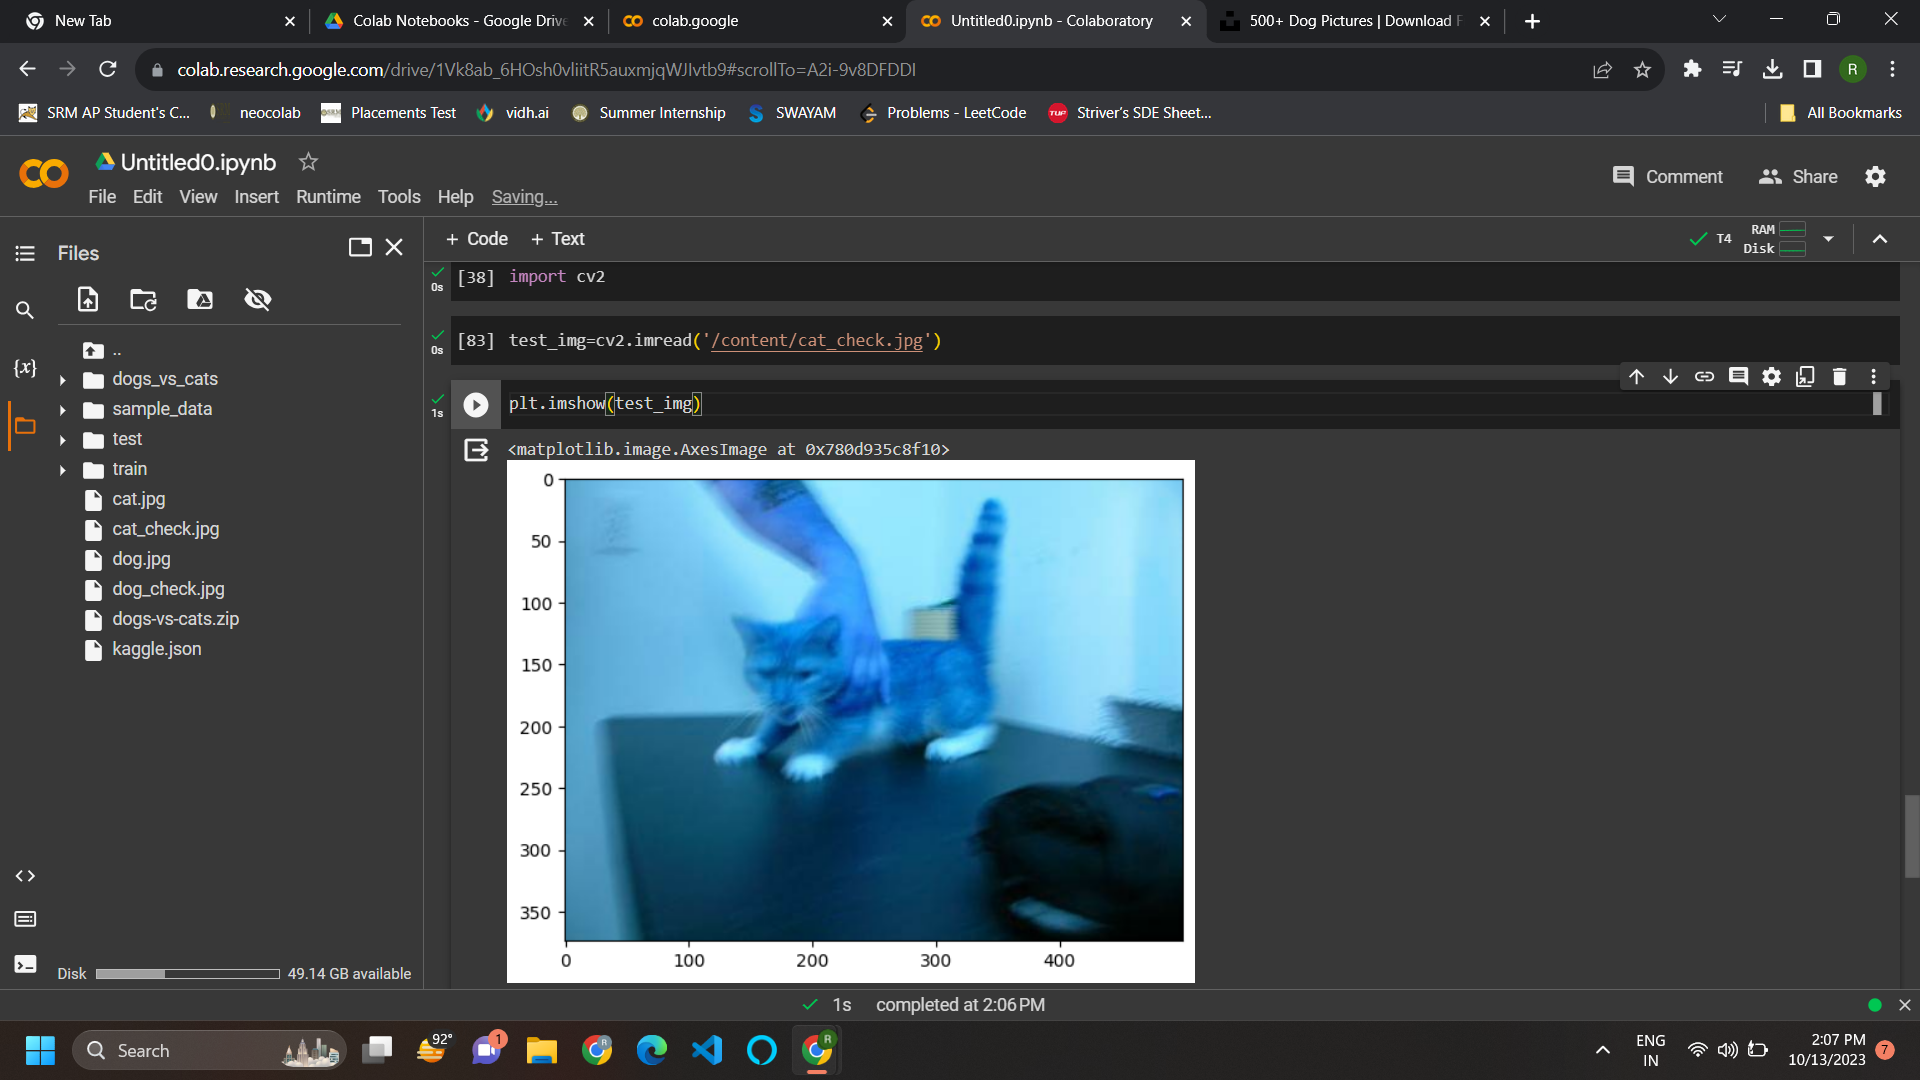 New Tab
Colab Notebooks - Google Drive
colab.google
Untitled0.ipynb - Colaboratory
500+ Dog Pictures | Download F
colab.research.google.com/drive/1Vk8ab_6HOsh0vliitR5auxmjqWJIvtb9#scrollTo=A2i-9v8DFDDI
R
SRM AP Student's C...
neocolab
Placements Test
vidh.ai
Summer Internship
SWAYAM
Problems - LeetCode
TUF
Striver's SDE Sheet...
All Bookmarks
Untitled0.ipynb
File Edit View Insert Runtime Tools Help Saving...
Comment
Share
Files
+ Code + Text
T4
RAM
Disk
..
dogs_vs_cats
sample_data
test
train
cat.jpg
cat_check.jpg
dog.jpg
dog_check.jpg
dogs-vs-cats.zip
kaggle.json
{x}
Disk
49.14 GB available
0s
[38] import cv2
0s
[83] test_img=cv2.imread('/content/cat_check.jpg')
1s
plt.imshow(test_img)
<matplotlib.image.AxesImage at 0x780d935c8f10>
0
50
100
150
200
250
300
350
0 100 200 300 400
1s completed at 2:06 PM
Search
92°
1
R
R
ENG
IN
2:07 PM
10/13/2023
7